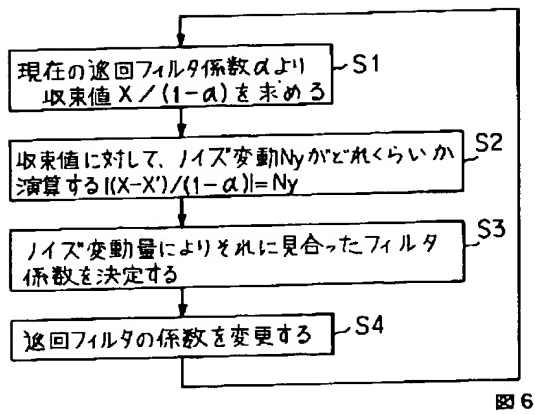 現在の巡回フィルタ係数αより
収束値X/(1-α)を求める
S1
収束値に対して、ノイズ変動Nyがどれくらいか
演算する|(X-X')/(1-α)|=Ny
S2
ノイズ変動量によりそれに見合ったフィルタ
係数を決定する
S3
巡回フィルタの係数を変更する
S4
図6